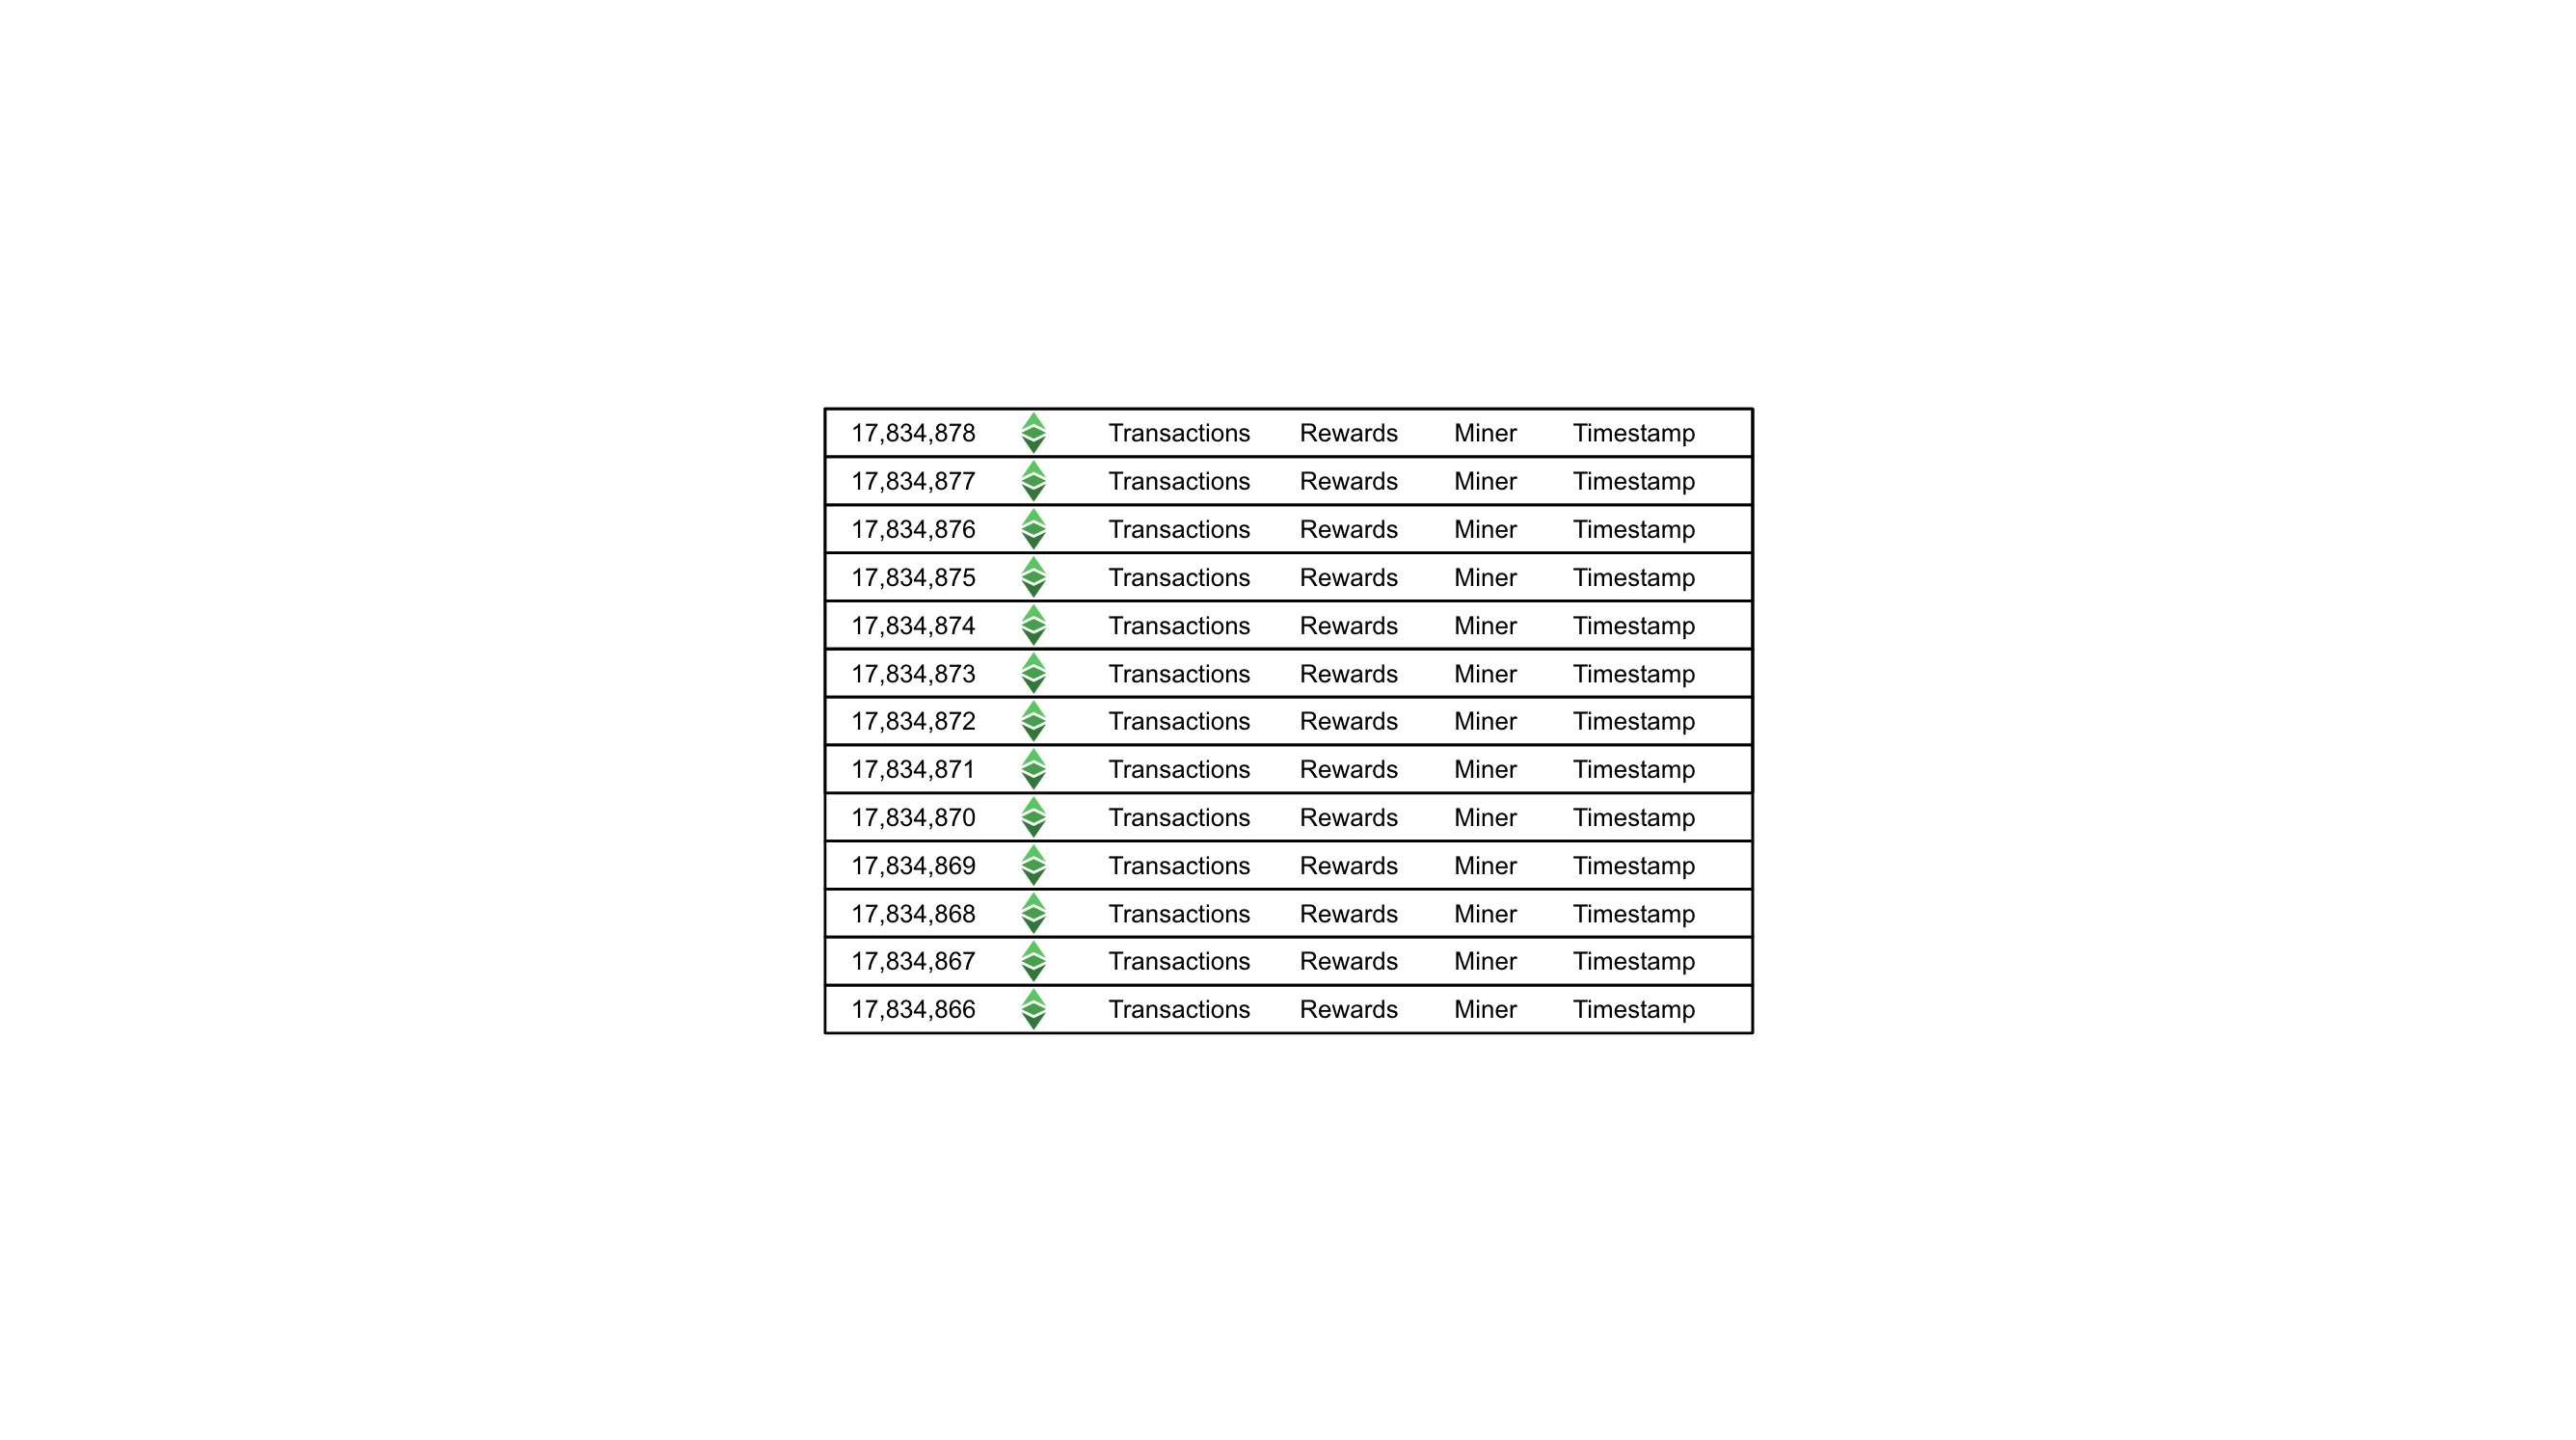 17,834,878 Transactions Rewards Miner Timestamp
17,834,877 Transactions Rewards Miner Timestamp
17,834,876 Transactions Rewards Miner Timestamp
17,834,875 Transactions Rewards Miner Timestamp
17,834,874 Transactions Rewards Miner Timestamp
17,834,873 Transactions Rewards Miner Timestamp
17,834,872 Transactions Rewards Miner Timestamp
17,834,871 Transactions Rewards Miner Timestamp
17,834,870 Transactions Rewards Miner Timestamp
17,834,869 Transactions Rewards Miner Timestamp
17,834,868 Transactions Rewards Miner Timestamp
17,834,867 Transactions Rewards Miner Timestamp
17,834,866 Transactions Rewards Miner Timestamp